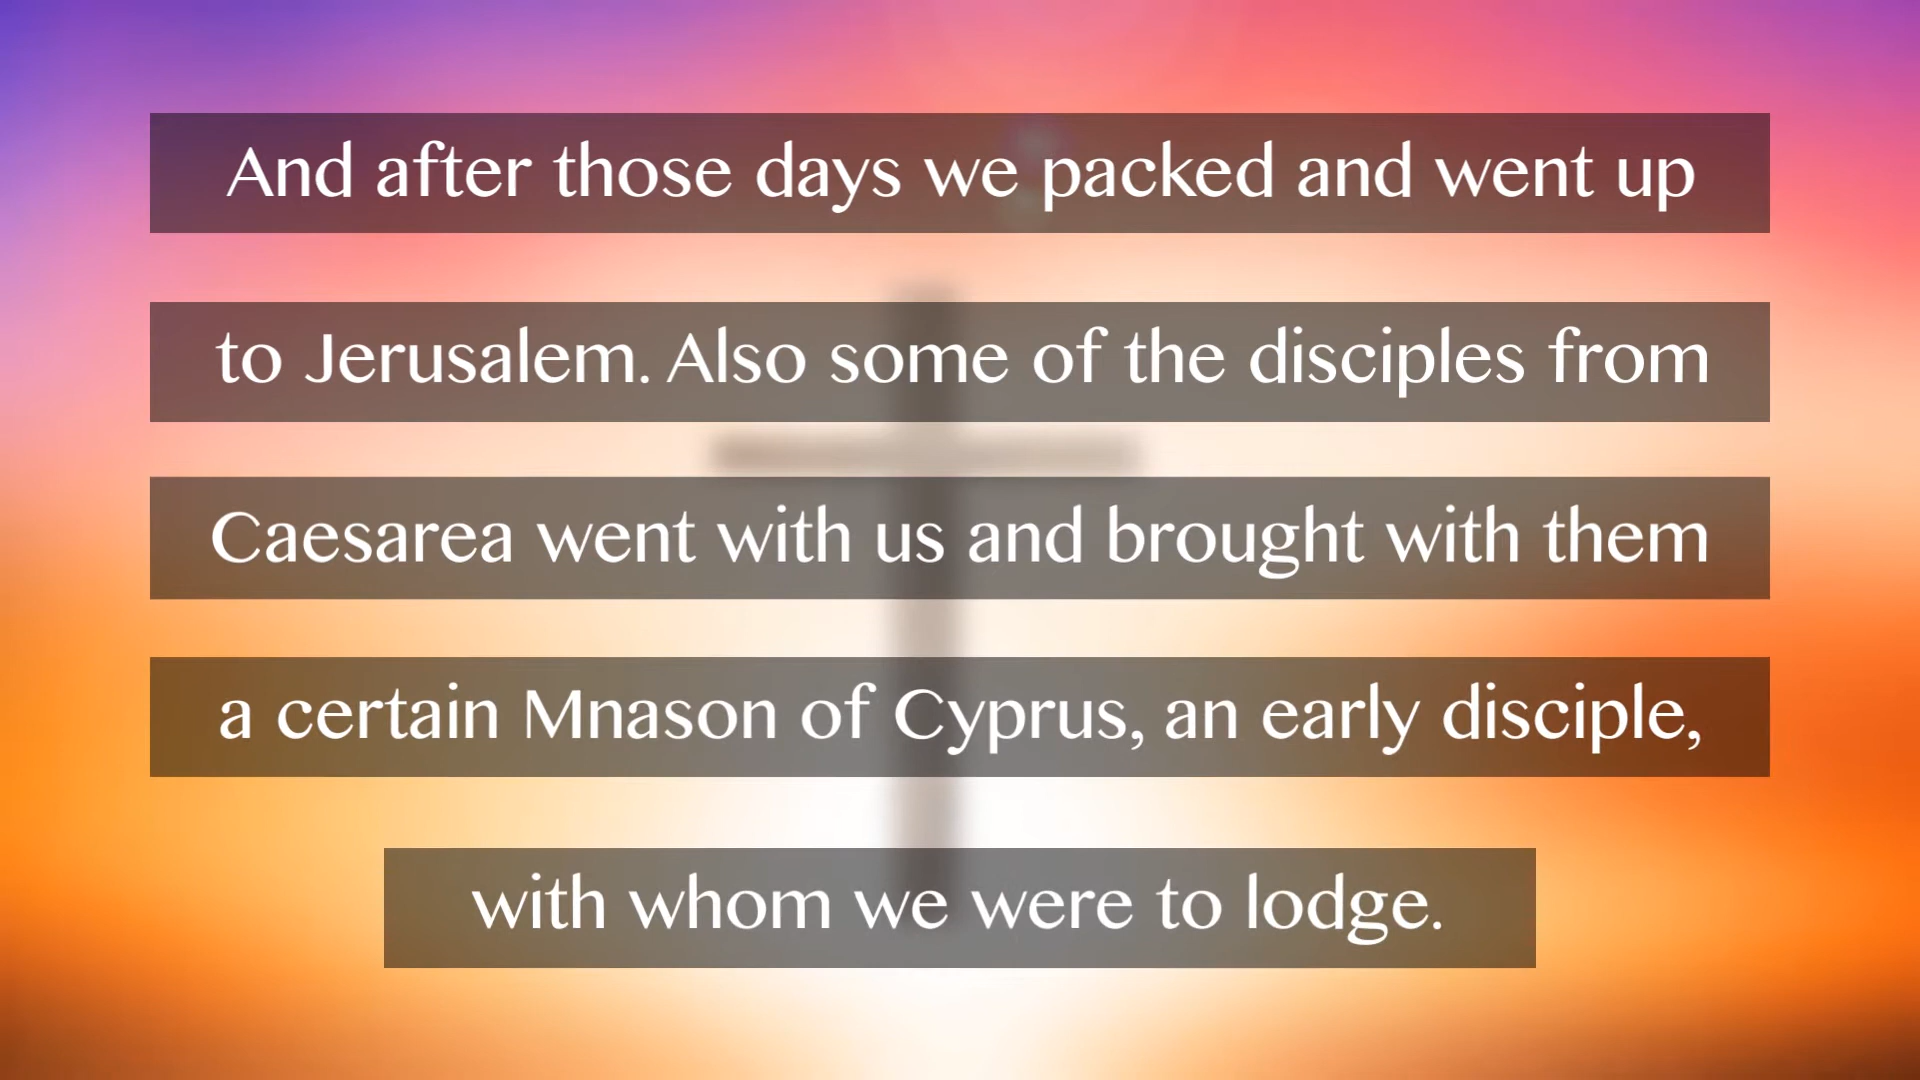 And after those days we packed and went up
to Jerusalem. Also some of the disciples from
Caesarea went with us and brought with them
a certain Mnason of Cyprus, an early disciple,
with whom we were to lodge.